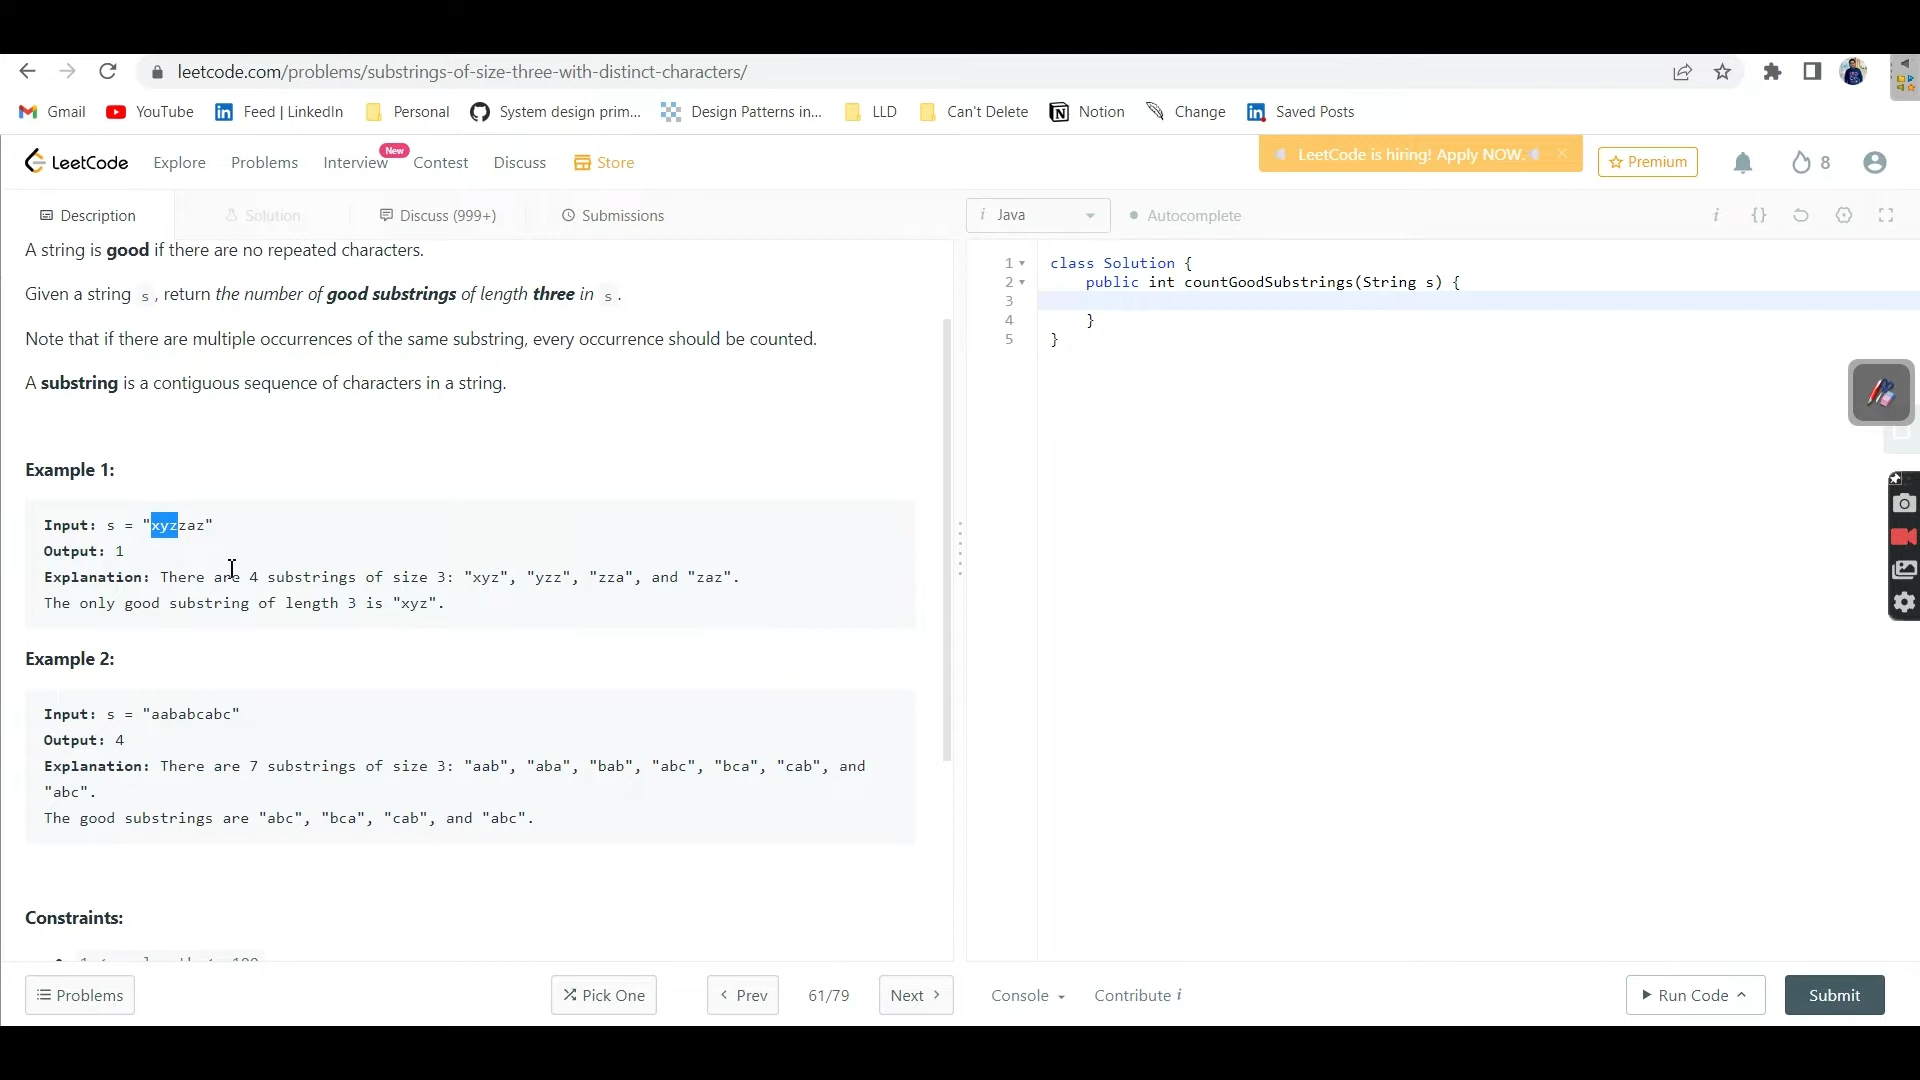 leetcode.com/problems/substrings-of-size-three-with-distinct-characters/
Gmail YouTube Feed | LinkedIn Personal System design prim... Design Patterns in... LLD Can't Delete Notion Change Saved Posts
LeetCode Explore Problems Interview New Contest Discuss Store LeetCode is hiring! Apply NOW. Premium 8
Description Solution Discuss (999+) Submissions
i Java Autocomplete i {}
A string is good if there are no repeated characters.
Given a string s, return the number of good substrings of length three in s.
Note that if there are multiple occurrences of the same substring, every occurrence should be counted.
A substring is a contiguous sequence of characters in a string.
Example 1:
Input: s = "xyzzaz"
Output: 1
Explanation: There are 4 substrings of size 3: "xyz", "yzz", "zza", and "zaz".
The only good substring of length 3 is "xyz".
Example 2:
Input: s = "aababcabc"
Output: 4
Explanation: There are 7 substrings of size 3: "aab", "aba", "bab", "abc", "bca", "cab", and
"abc".
The good substrings are "abc", "bca", "cab", and "abc".
Constraints:
1 class Solution {
2 public int countGoodSubstrings(String s) {
3
4 }
5 }
Problems Pick One Prev 61/79 Next Console Contribute i Run Code Submit